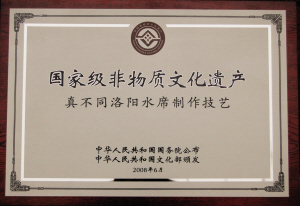 国家级非物质文化遗产
真不同洛阳水席制作技艺
中华人民共和国国务院公布
中华人民共和国文化部颁发
2008年6月